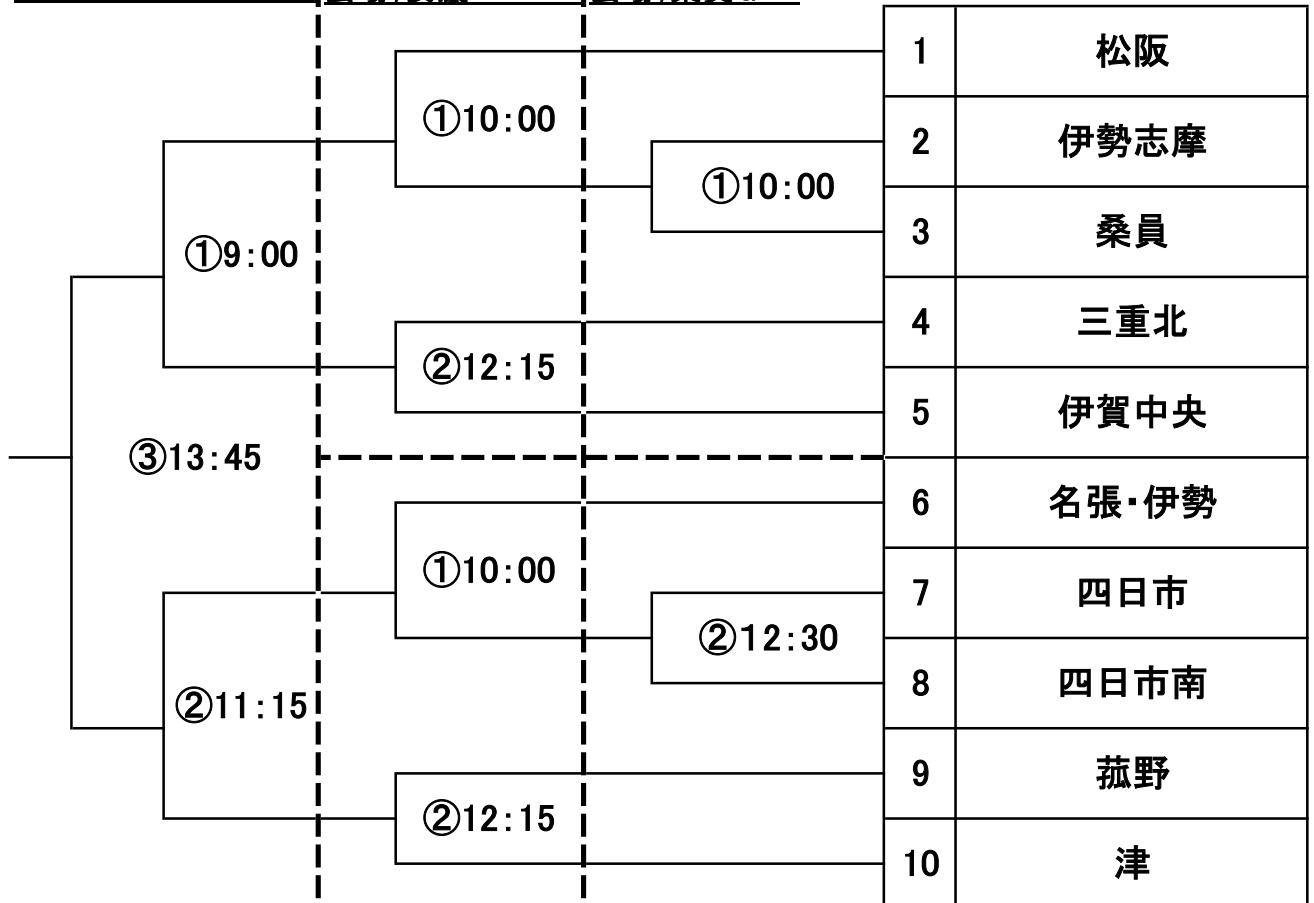 1 松阪
①10:00
2 伊勢志摩
①10:00
3 桑員
①9:00
4 三重北
②12:15
5 伊賀中央
③13:45
6 名張・伊勢
①10:00
7 四日市
②12:30
8 四日市南
②11:15
9 菰野
②12:15
10 津